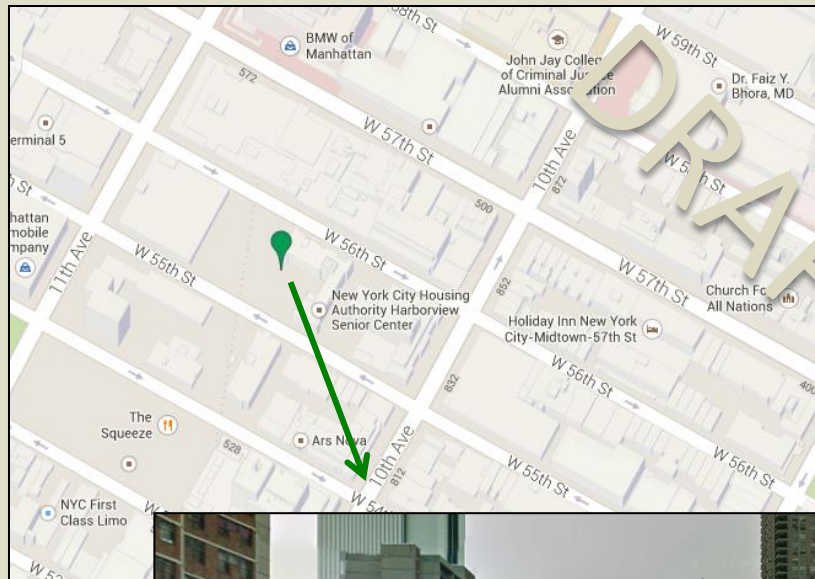 W 58th St
W 59th St
BMW of
Manhattan
John Jay College
of Criminal Justice
Alumni Association
Dr. Faiz Y.
Bhora, MD
572
erminal 5
W 57th St
10th Ave
872
500
DRAF
hattan
mobile
mpany
11th Ave
W 56th St
W 55th St
852
W 57th St
Church Fo
All Nations
New York City Housing
Authority Harborview
Senior Center
Holiday Inn New York
City-Midtown-57th St
832
W 56th St
400
The
Squeeze
528
Ars Nova
10th Ave
812
W 55th St
W 56th St
NYC First
Class Limo
W 54